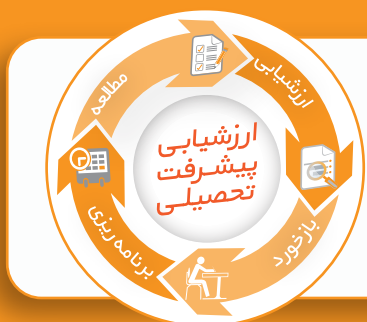 ارزشیابی
پیشرفت
تحصیلی
مطالعه
ارزشیابی
بازخورد
برنامه ریزی